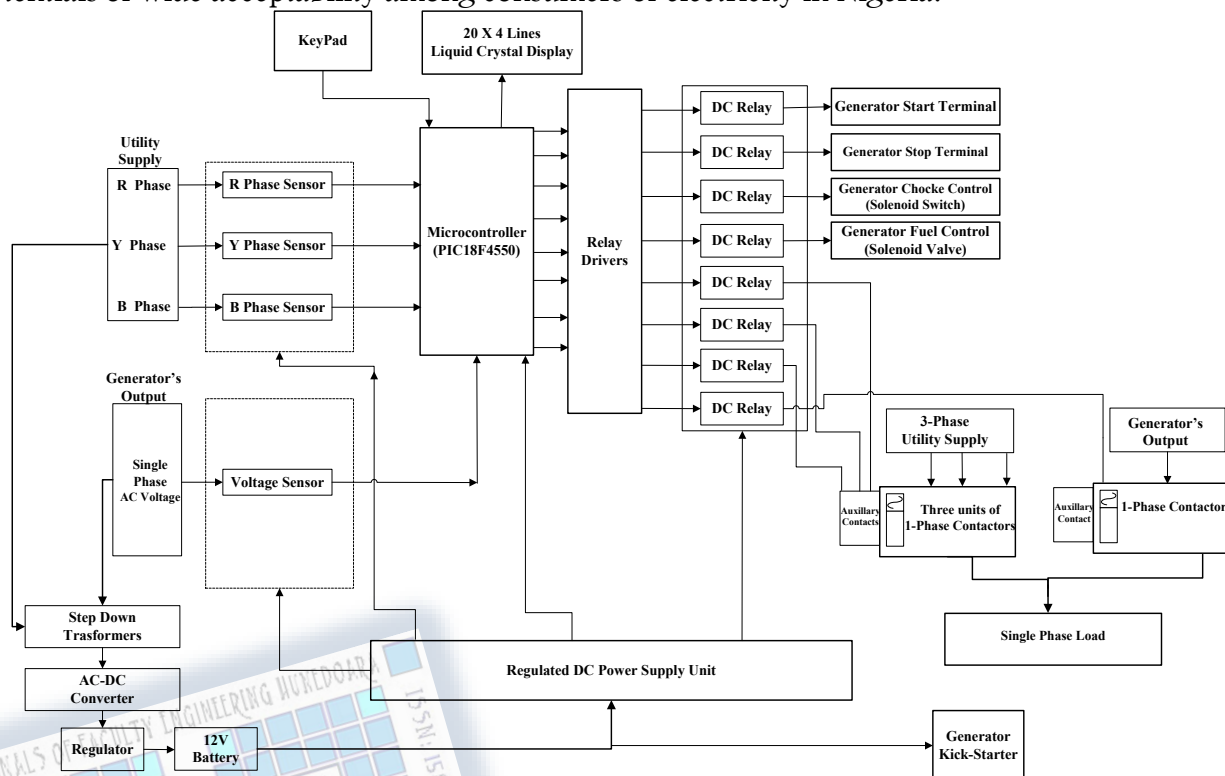 KeyPad
20 X 4 Lines
Liquid Crystal Display
Utility
Supply
R Phase
Y Phase
B Phase
R Phase Sensor
Y Phase Sensor
B Phase Sensor
Microcontroller
(PIC18F4550)
Relay
Drivers
DC Relay
DC Relay
DC Relay
DC Relay
DC Relay
DC Relay
DC Relay
DC Relay
Generator Start Terminal
Generator Stop Terminal
Generator Chocke Control
(Solenoid Switch)
Generator Fuel Control
(Solenoid Valve)
Generator's
Output
Single
Phase
AC Voltage
Voltage Sensor
3-Phase
Utility Supply
Generator's
Output
Auxillary
Contacts
Three units of
1-Phase Contactors
Auxillary
Contact
1-Phase Contactor
Single Phase Load
Step Down
Trasformers
AC-DC
Converter
Regulator
12V
Battery
Regulated DC Power Supply Unit
Generator
Kick-Starter
OF FACULTY ENGINEERING HUNEDOARA
ISSN: